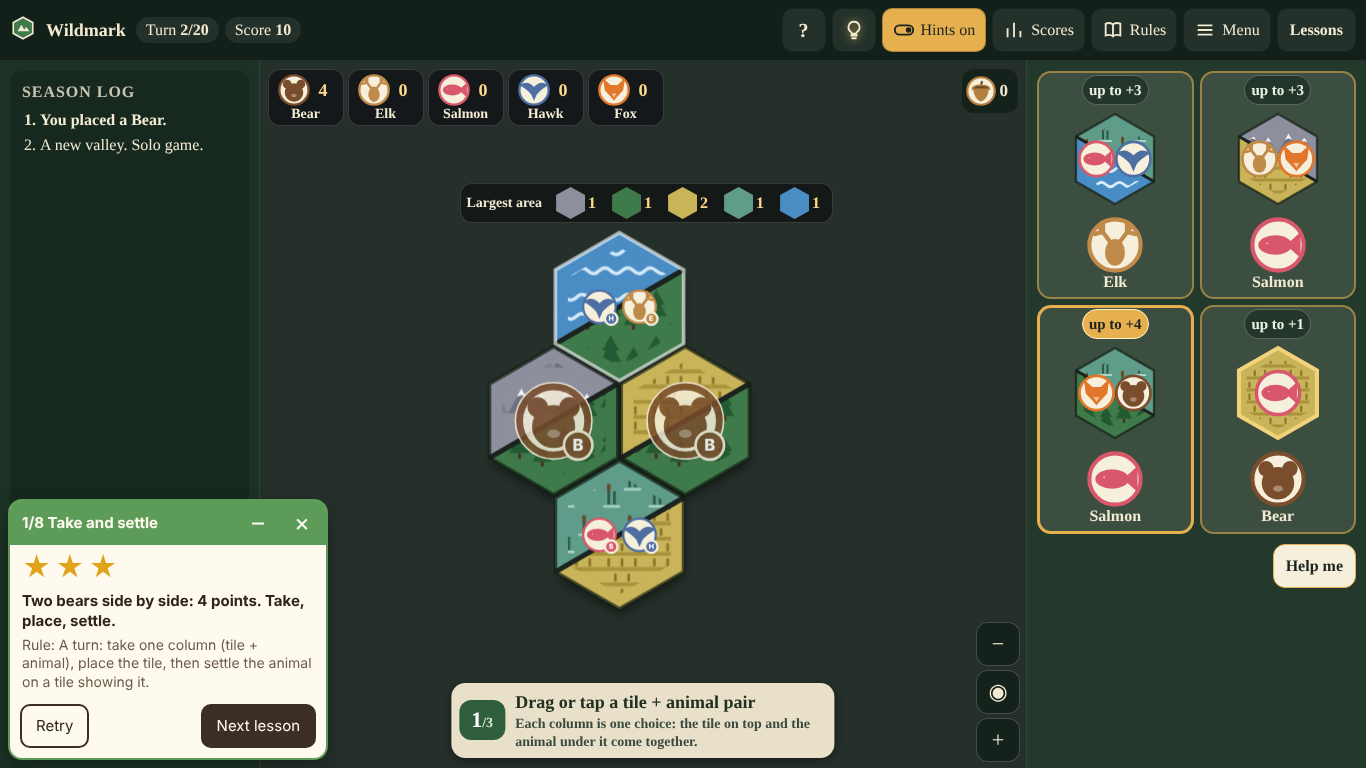 Wildmark
Turn 2/20
Score 10
?
Hints on
Scores
Rules
Menu
Lessons
SEASON LOG
1. You placed a Bear.
2. A new valley. Solo game.
4
Bear
0
Elk
0
Salmon
0
Hawk
0
Fox
0
Largest area
1
1
2
1
1
H
E
B
B
B
H
up to +3
Elk
up to +3
Salmon
up to +4
Salmon
up to +1
Bear
Help me
1/8 Take and settle
Two bears side by side: 4 points. Take,
place, settle.
Rule: A turn: take one column (tile +
animal), place the tile, then settle the animal
on a tile showing it.
Retry
Next lesson
1/3
Drag or tap a tile + animal pair
Each column is one choice: the tile on top and the
animal under it come together.